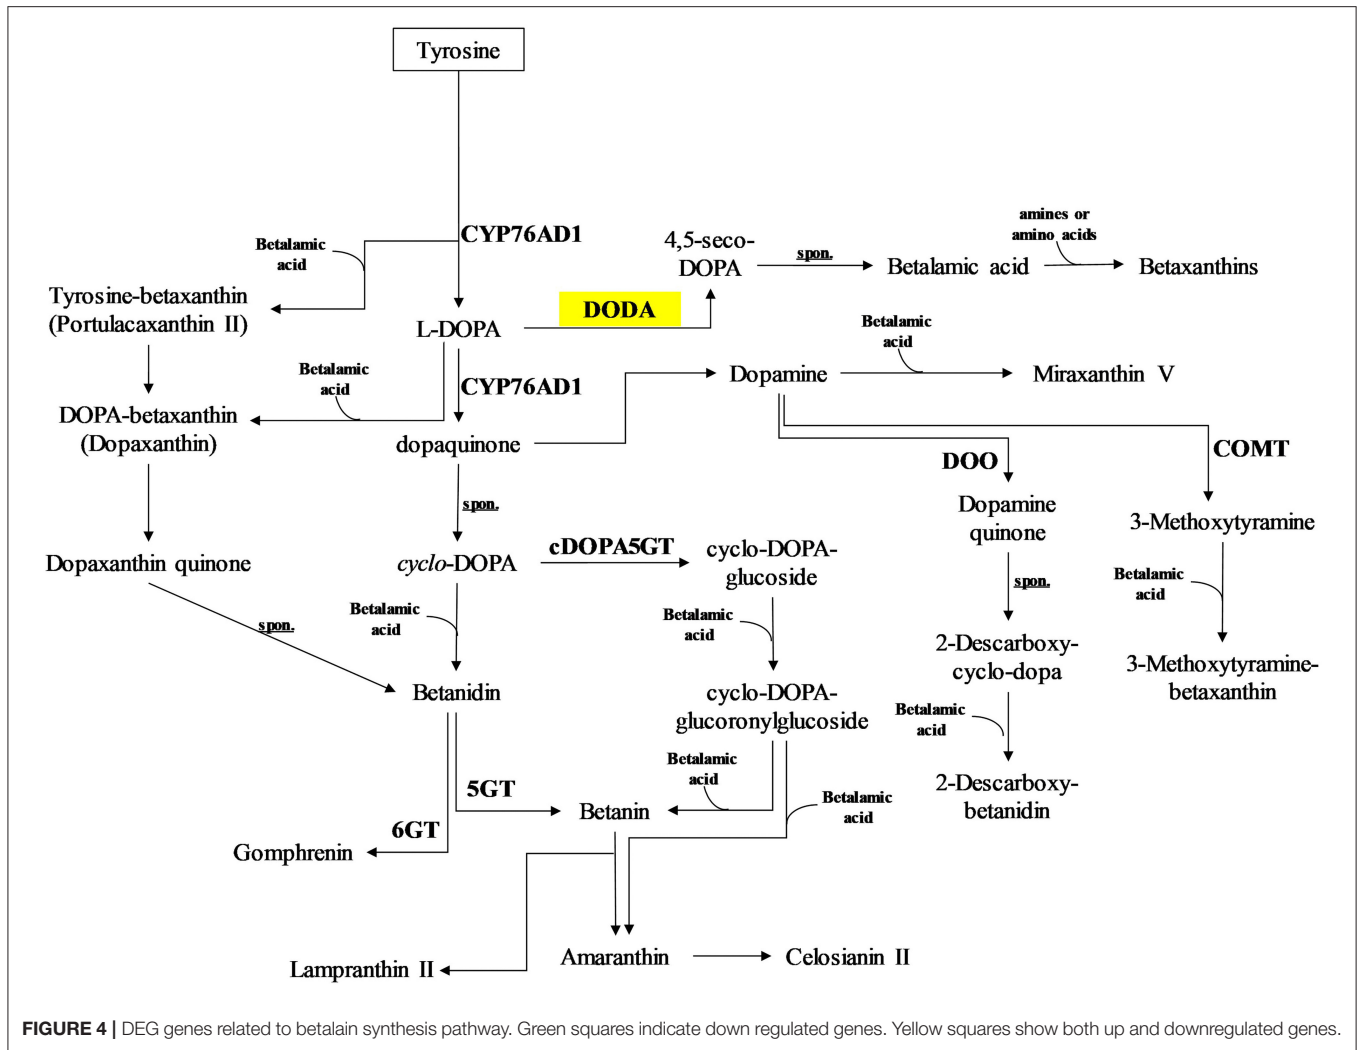 Tyrosine
CYP76AD1
Betalamic
acid
4,5-seco-
DOPA
spon.
Betalamic acid
amines or
amino acids
Betaxanthins
Tyrosine-betaxanthin
(Portulacaxanthin II)
L-DOPA
DODA
Betalamic
acid
CYP76AD1
Dopamine
Betalamic
acid
Miraxanthin V
DOPA-betaxanthin
(Dopaxanthin)
dopaquinone
DOO
COMT
spon.
Dopamine
quinone
3-Methoxytyramine
Dopaxanthin quinone
cyclo-DOPA
cDOPA5GT
cyclo-DOPA-
glucoside
spon.
Betalamic
acid
spon.
Betalamic
acid
Betalamic
acid
2-Descarboxy-
cyclo-dopa
3-Methoxytyramine-
betaxanthin
Betanidin
cyclo-DOPA-
glucoronylglucoside
Betalamic
acid
5GT
Betalamic
acid
Betalamic
acid
2-Descarboxy-
betanidin
Betanin
6GT
Gomphrenin
Lampranthin II
Amaranthin
Celosianin II
FIGURE 4 | DEG genes related to betalain synthesis pathway. Green squares indicate down regulated genes. Yellow squares show both up and downregulated genes.